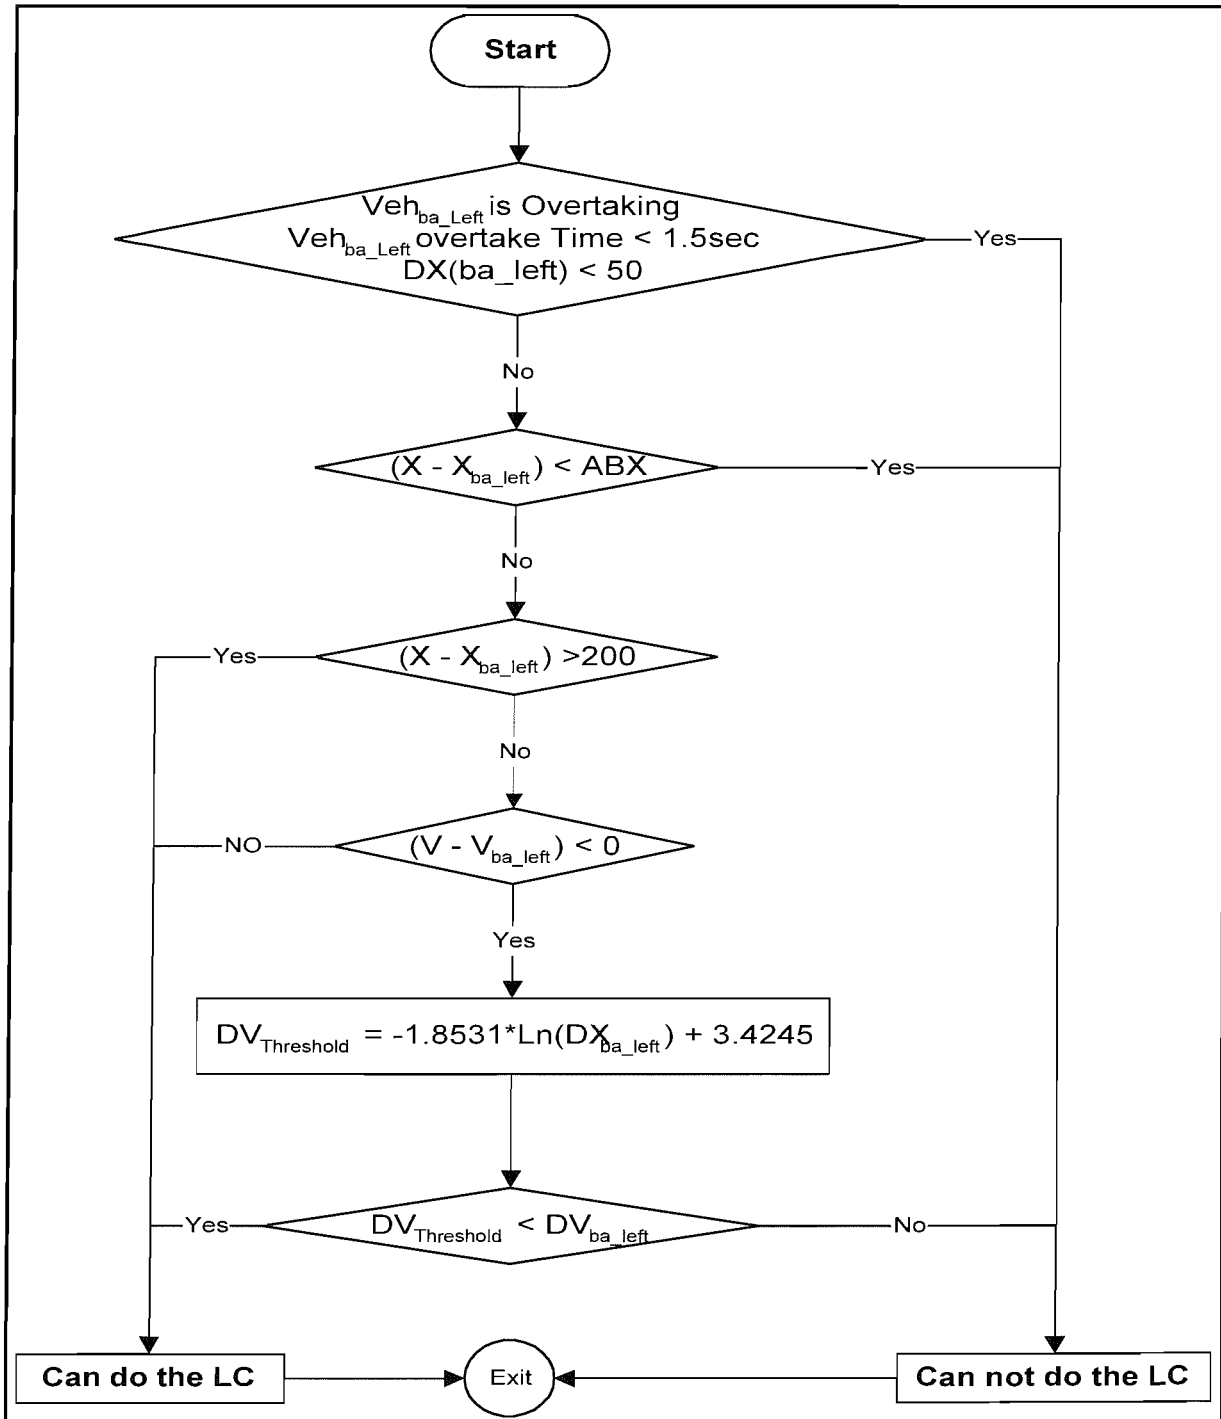 Start
Veh_ba_Left is Overtaking
Veh_ba_Left overtake Time < 1.5sec
DX(ba_left) < 50
Yes
No
(X - X_ba_left) < ABX
Yes
No
(X - X_ba_left) >200
Yes
No
(V - V_ba_left) < 0
NO
Yes
DV_Threshold = -1.8531*Ln(DX_ba_left) + 3.4245
DV_Threshold < DV_ba_left
Yes
No
Can do the LC
Exit
Can not do the LC